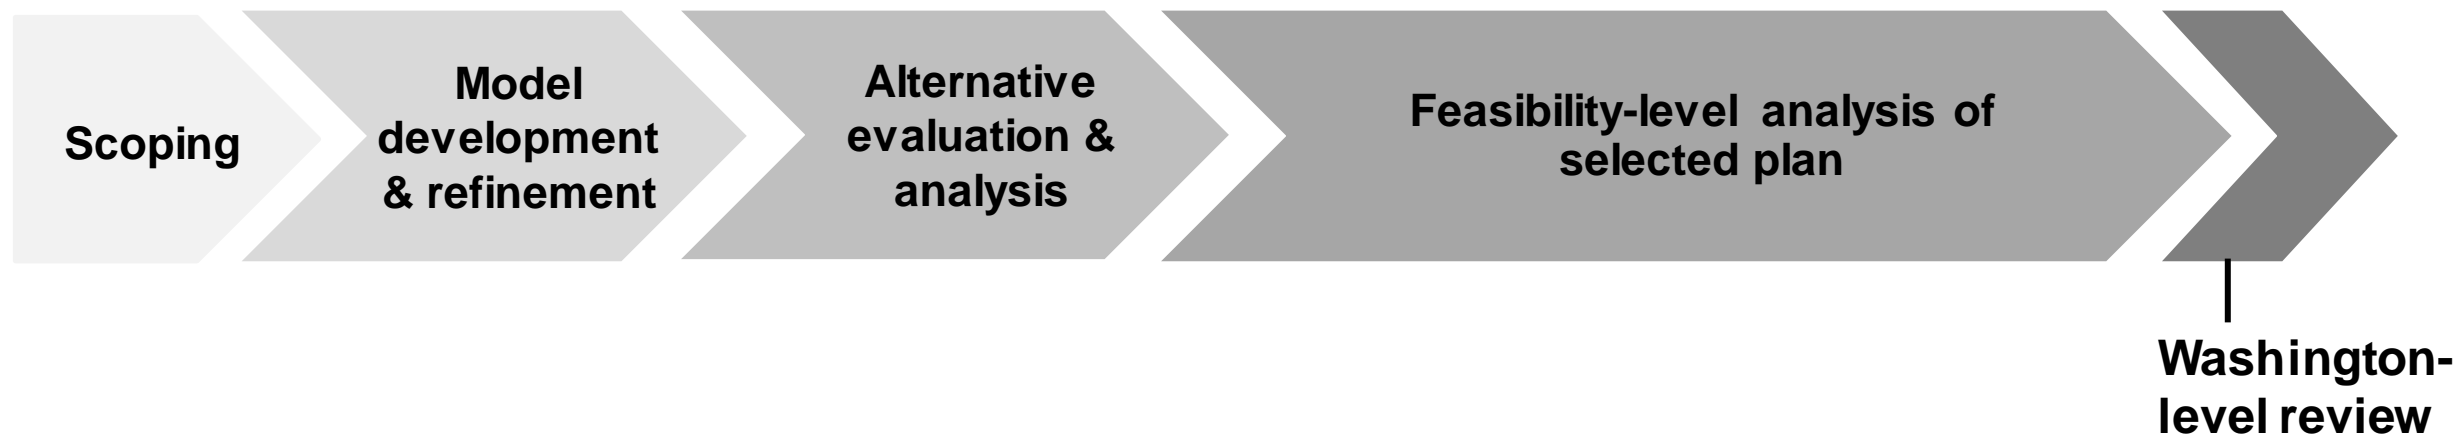 Scoping
Model
development
& refinement
Alternative
evaluation &
analysis
Feasibility-level analysis of
selected plan
Washington-
level review